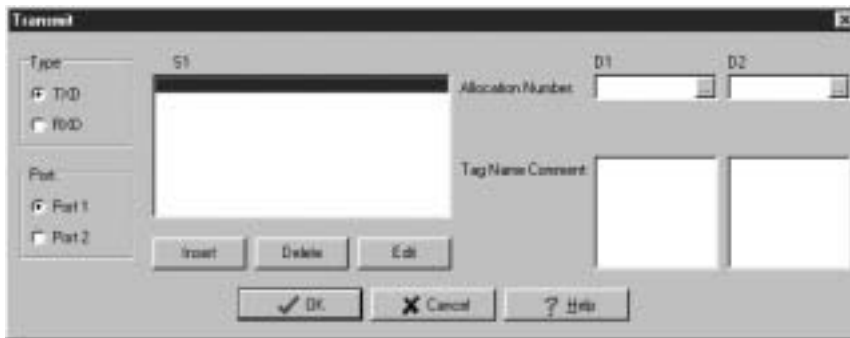 Transmit
Type
TXD
RXD
Port
Port 1
Port 2
S1
Insert
Delete
Edit
D1
D2
Allocation Number:
...
...
Tag Name Comment:
OK
Cancel
? Help